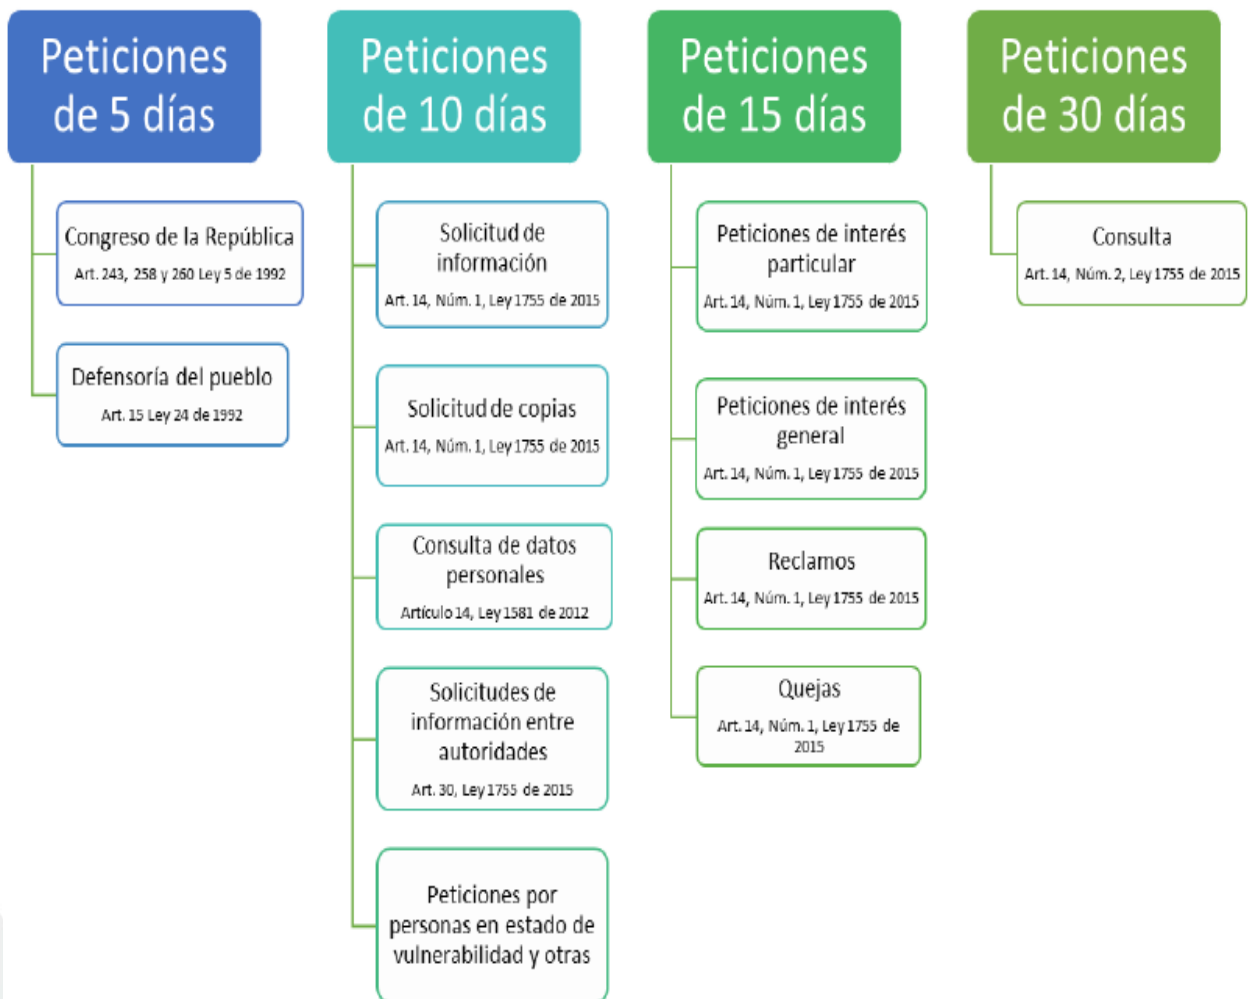 Peticiones
de 5 días
Congreso de la República
Art. 243, 258 y 260 Ley 5 de 1992
Defensoría del pueblo
Art. 15 Ley 24 de 1992
Peticiones
de 10 días
Solicitud de
información
Art. 14, Núm. 1, Ley 1755 de 2015
Solicitud de copias
Art. 14, Núm. 1, Ley 1755 de 2015
Consulta de datos
personales
Artículo 14, Ley 1581 de 2012
Solicitudes de
información entre
autoridades
Art. 30, Ley 1755 de 2015
Peticiones por
personas en estado de
vulnerabilidad y otras
Peticiones
de 15 días
Peticiones de interés
particular
Art. 14, Núm. 1, Ley 1755 de 2015
Peticiones de interés
general
Art. 14, Núm. 1, Ley 1755 de 2015
Reclamos
Art. 14, Núm. 1, Ley 1755 de 2015
Quejas
Art. 14, Núm. 1, Ley 1755 de
2015
Peticiones
de 30 días
Consulta
Art. 14, Núm. 2, Ley 1755 de 2015